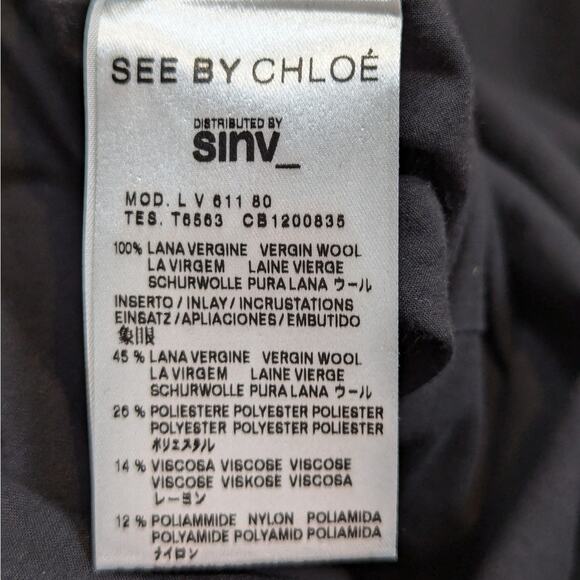 SEE BY CHLOÉ
DISTRIBUTED BY
sinv_
MOD. L V 611 80
TES. T6563 CB1200835
100% LANA VERGINE VERGIN WOOL
LA VIRGEM LAINE VIERGE
SCHURWOLLE PURA LANA ウール
INSERTO / INLAY / INCRUSTATIONS
EINSATZ / APLIACIONES / EMBUTIDO
象眼
45 % LANA VERGINE VERGIN WOOL
LA VIRGEM LAINE VIERGE
SCHURWOLLE PURA LANA ウール
26 % POLIESTERE POLYESTER POLIESTER
POLYESTER POLYESTER POLIESTER
ポリエステル
14 % VISCOSA VISCOSE VISCOSE
VISCOSE VISKOSE VISCOSA
レーヨン
12 % POLIAMMIDE NYLON POLIAMIDA
POLYAMIDE POLYAMID POLIAMIDA
ナイロン